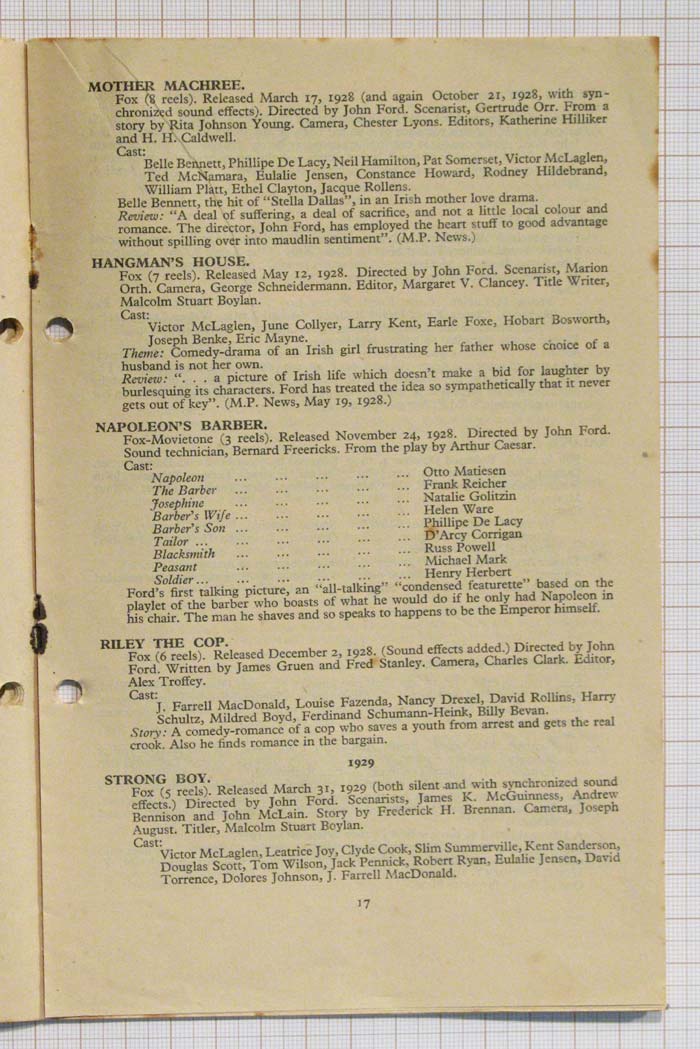 MOTHER MACHREE.
Fox (8 reels). Released March 17, 1928 (and again October 21, 1928, with syn-
chronized sound effects). Directed by John Ford. Scenarist, Gertrude Orr. From a
story by Rita Johnson Young. Camera, Chester Lyons. Editors, Katherine Hilliker
and H. H. Caldwell.
Cast:
Belle Bennett, Phillipe De Lacy, Neil Hamilton, Pat Somerset, Victor McLaglen,
Ted McNamara, Eulalie Jensen, Constance Howard, Rodney Hildebrand,
William Platt, Ethel Clayton, Jacque Rollens.
Belle Bennett, the hit of "Stella Dallas", in an Irish mother love drama.
Review: "A deal of suffering, a deal of sacrifice, and not a little local colour and
romance. The director, John Ford, has employed the heart stuff to good advantage
without spilling over into maudlin sentiment". (M.P. News.)
HANGMAN'S HOUSE.
Fox (7 reels). Released May 12, 1928. Directed by John Ford. Scenarist, Marion
Orth. Camera, George Schneidermann. Editor, Margaret V. Clancey. Title Writer,
Malcolm Stuart Boylan.
Cast:
Victor McLaglen, June Collyer, Larry Kent, Earle Foxe, Hobart Bosworth,
Joseph Benke, Eric Mayne.
Theme: Comedy-drama of an Irish girl frustrating her father whose choice of a
husband is not her own.
Review: ". . . a picture of Irish life which doesn't make a bid for laughter by
burlesquing its characters. Ford has treated the idea so sympathetically that it never
gets out of key". (M.P. News, May 19, 1928.)
NAPOLEON'S BARBER.
Fox-Movietone (3 reels). Released November 24, 1928. Directed by John Ford.
Sound technician, Bernard Freericks. From the play by Arthur Caesar.
Cast:
Napoleon ... ... ... ... ... Otto Matiesen
The Barber ... ... ... ... ... Frank Reicher
Josephine ... ... ... ... ... Natalie Golitzin
Barber's Wife ... ... ... ... ... Helen Ware
Barber's Son ... ... ... ... ... Phillipe De Lacy
Tailor ... ... ... ... ... ... D'Arcy Corrigan
Blacksmith ... ... ... ... ... Russ Powell
Peasant ... ... ... ... ... Michael Mark
Soldier ... ... ... ... ... ... Henry Herbert
Ford's first talking picture, an "all-talking" "condensed featurette" based on the
playlet of the barber who boasts of what he would do if he only had Napoleon in
his chair. The man he shaves and so speaks to happens to be the Emperor himself.
RILEY THE COP.
Fox (6 reels). Released December 2, 1928. (Sound effects added.) Directed by John
Ford. Written by James Gruen and Fred Stanley. Camera, Charles Clark. Editor,
Alex Troffey.
Cast:
J. Farrell MacDonald, Louise Fazenda, Nancy Drexel, David Rollins, Harry
Schultz, Mildred Boyd, Ferdinand Schumann-Heink, Billy Bevan.
Story: A comedy-romance of a cop who saves a youth from arrest and gets the real
crook. Also he finds romance in the bargain.
1929
STRONG BOY.
Fox (5 reels). Released March 31, 1929 (both silent and with synchronized sound
effects.) Directed by John Ford. Scenarists, James K. McGuinness, Andrew
Bennison and John McLain. Story by Frederick H. Brennan. Camera, Joseph
August. Titler, Malcolm Stuart Boylan.
Cast:
Victor McLaglen, Leatrice Joy, Clyde Cook, Slim Summerville, Kent Sanderson,
Douglas Scott, Tom Wilson, Jack Pennick, Robert Ryan, Eulalie Jensen, David
Torrence, Dolores Johnson, J. Farrell MacDonald.
17